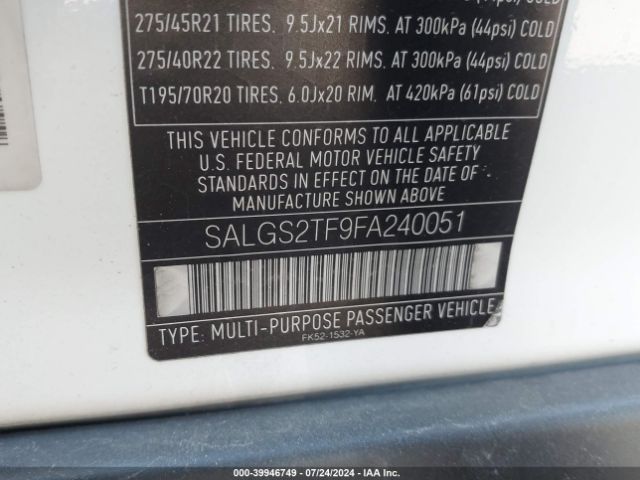 COLD
275/45R21 TIRES. 9.5Jx21 RIMS. AT 300kPa (44psi) COLD
275/40R22 TIRES. 9.5Jx22 RIMS. AT 300kPa (44psi) COLD
T195/70R20 TIRES. 6.0Jx20 RIM. AT 420kPa (61psi) COLD
THIS VEHICLE CONFORMS TO ALL APPLICABLE
U.S. FEDERAL MOTOR VEHICLE SAFETY
STANDARDS IN EFFECT ON THE DATE OF
MANUFACTURE SHOWN ABOVE
SALGS2TF9FA240051
TYPE: MULTI-PURPOSE PASSENGER VEHICLE
FK52-1532-YA
000-39946749 - 07/24/2024 - IAA Inc.